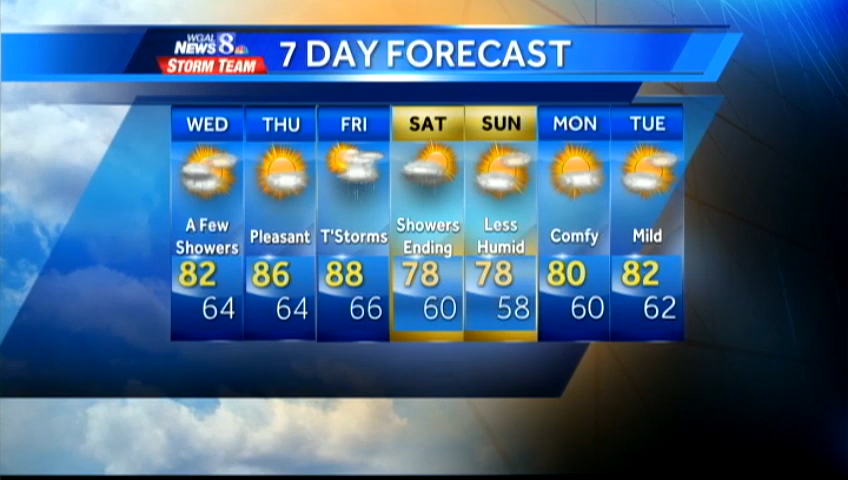 WGAL
NEWS 8
STORM TEAM
7 DAY FORECAST
WED THU FRI SAT SUN MON TUE
A Few Showers Pleasant T'Storms Showers Ending Less Humid Comfy Mild
82 86 88 78 78 80 82
64 64 66 60 58 60 62